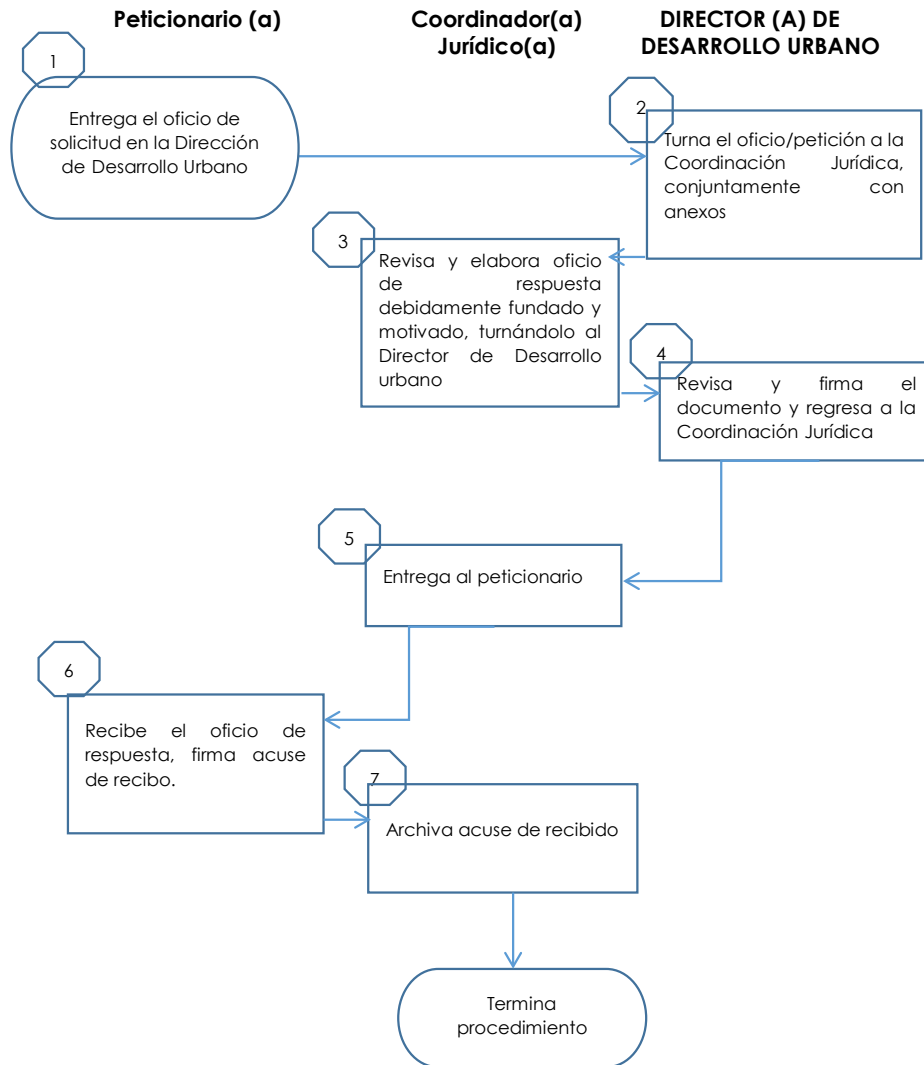 Peticionario (a)
Coordinador(a)
Jurídico(a)
DIRECTOR (A) DE
DESARROLLO URBANO
1
Entrega el oficio de
solicitud en la Dirección
de Desarrollo Urbano
2
Turna el oficio/petición a la
Coordinación Jurídica,
conjuntamente con
anexos
3
Revisa y elabora oficio
de respuesta
debidamente fundado y
motivado, turnándolo al
Director de Desarrollo
urbano
4
Revisa y firma el
documento y regresa a la
Coordinación Jurídica
5
Entrega al peticionario
6
Recibe el oficio de
respuesta, firma acuse
de recibo.
7
Archiva acuse de recibido
Termina
procedimiento